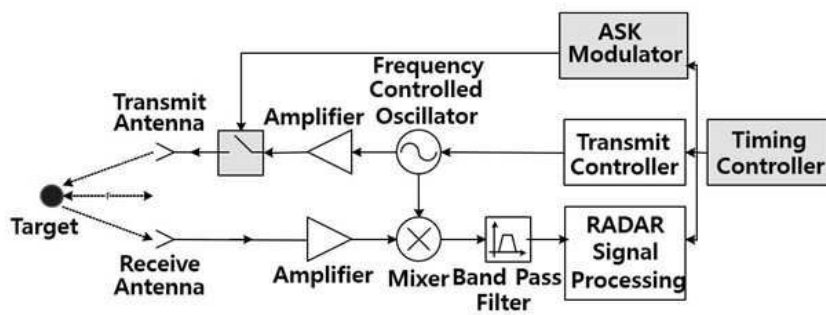 ASK
Modulator
Frequency
Controlled
Oscillator
Transmit
Antenna
Amplifier
Transmit
Controller
Timing
Controller
Target
Receive
Antenna
Amplifier
Mixer
Band Pass
Filter
RADAR
Signal
Processing